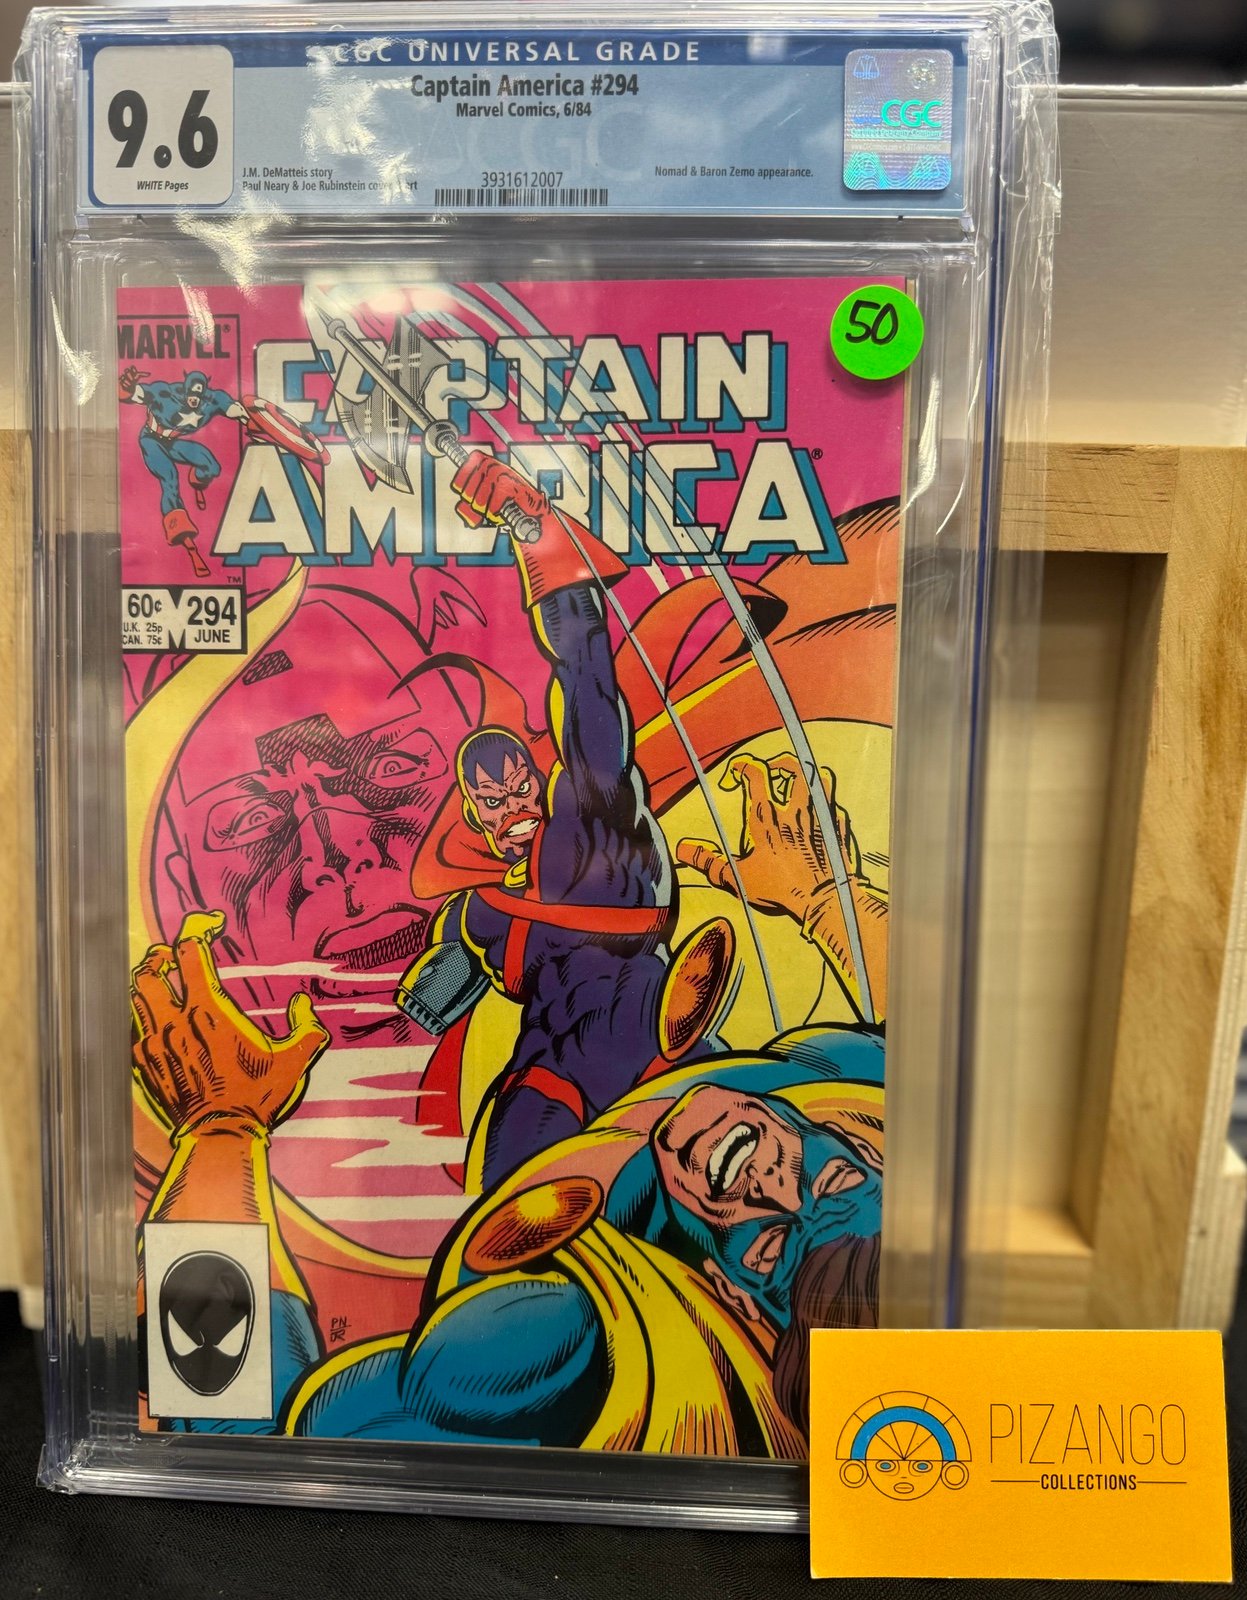 CGC UNIVERSAL GRADE
9.6
WHITE Pages
Captain America #294
Marvel Comics, 6/84
J.M. DeMatteis story
Paul Neary & Joe Rubinstein cover & art
3931612007
Nomad & Baron Zemo appearance.
CGC
50
MARVEL®
CAPTAIN
AMERICA®
TM
60¢
U.K. 25p
CAN. 75¢
294
JUNE
PN
JR
PIZANGO
COLLECTIONS